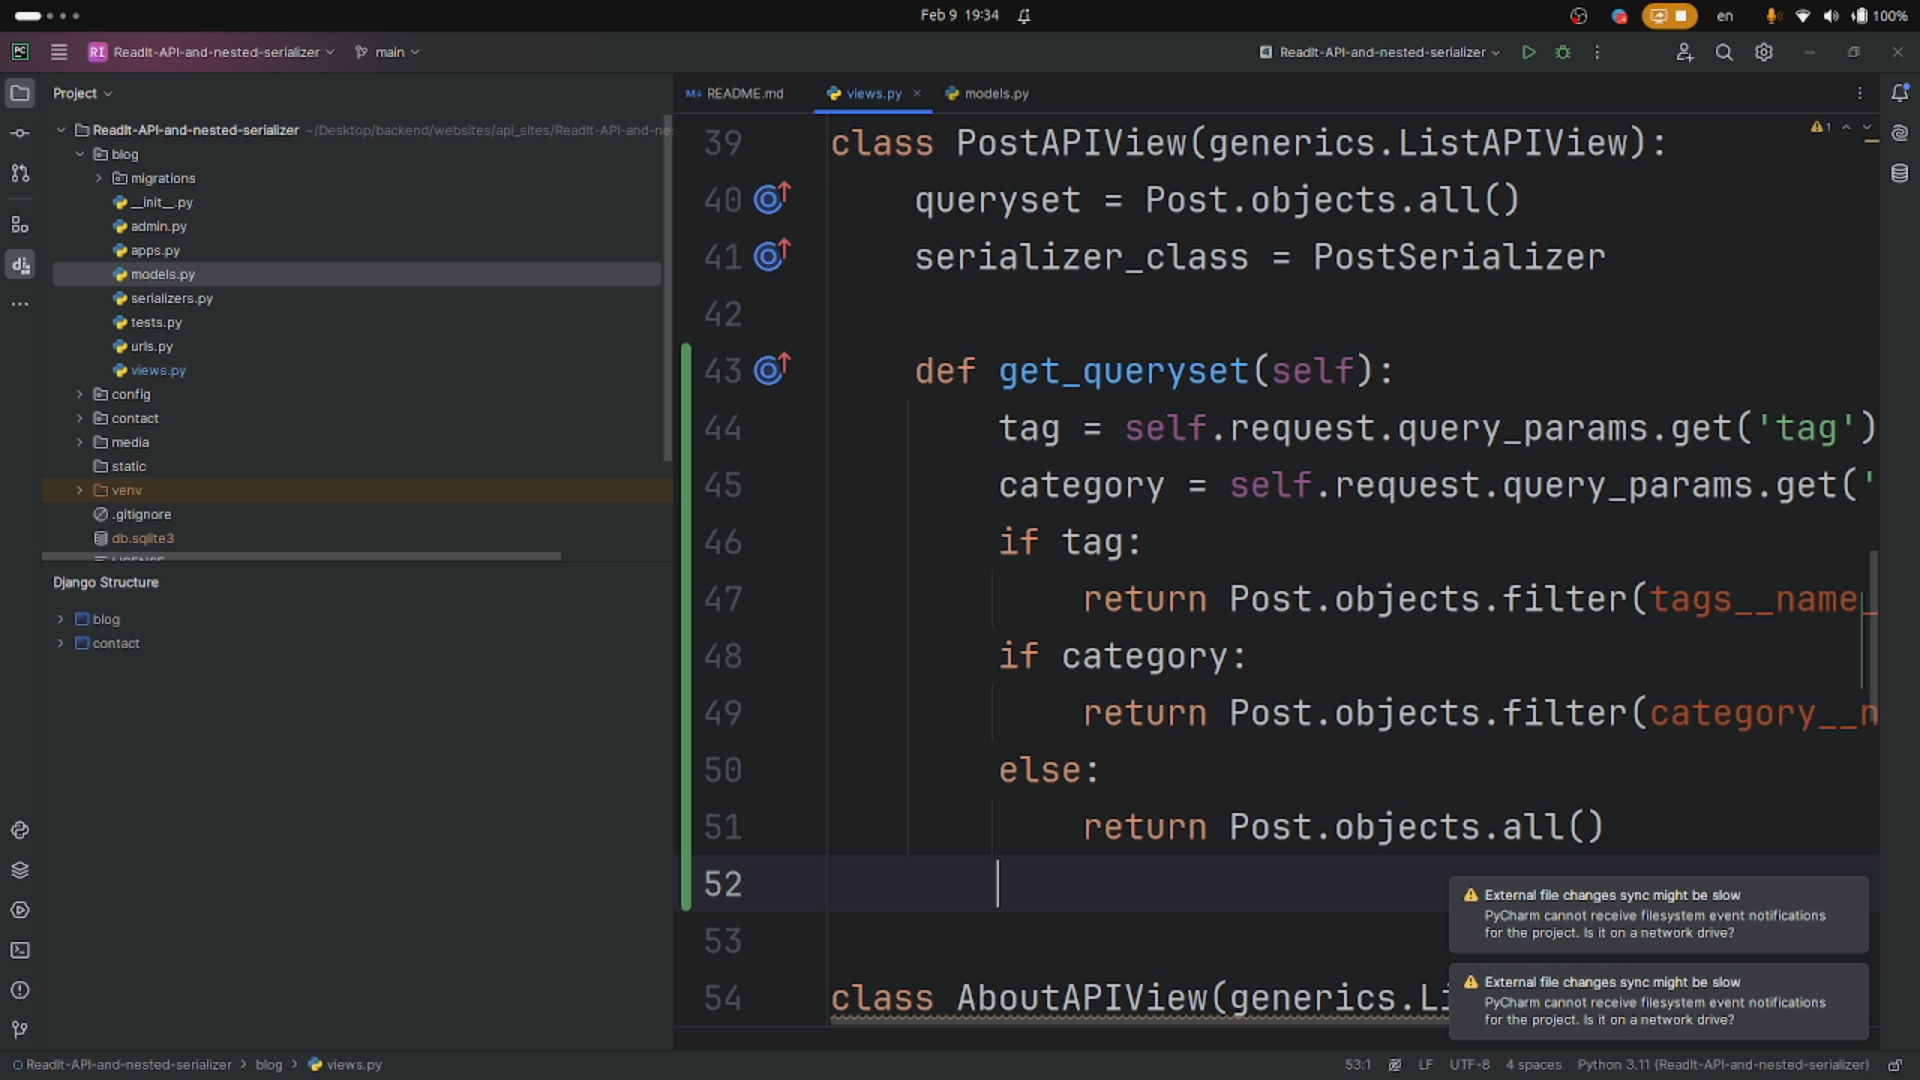 Feb 9 19:34
en
100%
RI ReadIt-API-and-nested-serializer
main
ReadIt-API-and-nested-serializer
Project
README.md
views.py
models.py
ReadIt-API-and-nested-serializer ~/Desktop/backend/websites/api_sites/ReadIt-API-and-ne
blog
migrations
__init__.py
admin.py
apps.py
models.py
serializers.py
tests.py
urls.py
views.py
config
contact
media
static
venv
.gitignore
db.sqlite3
LICENSE
Django Structure
blog
contact
1
39 class PostAPIView(generics.ListAPIView):
40 queryset = Post.objects.all()
41 serializer_class = PostSerializer
42
43 def get_queryset(self):
44 tag = self.request.query_params.get('tag')
45 category = self.request.query_params.get('
46 if tag:
47 return Post.objects.filter(tags__name_
48 if category:
49 return Post.objects.filter(category__n
50 else:
51 return Post.objects.all()
52
53
54 class AboutAPIView(generics.Li
External file changes sync might be slow
PyCharm cannot receive filesystem event notifications
for the project. Is it on a network drive?
External file changes sync might be slow
PyCharm cannot receive filesystem event notifications
for the project. Is it on a network drive?
ReadIt-API-and-nested-serializer > blog > views.py
53:1 LF UTF-8 4 spaces Python 3.11 (ReadIt-API-and-nested-serializer)